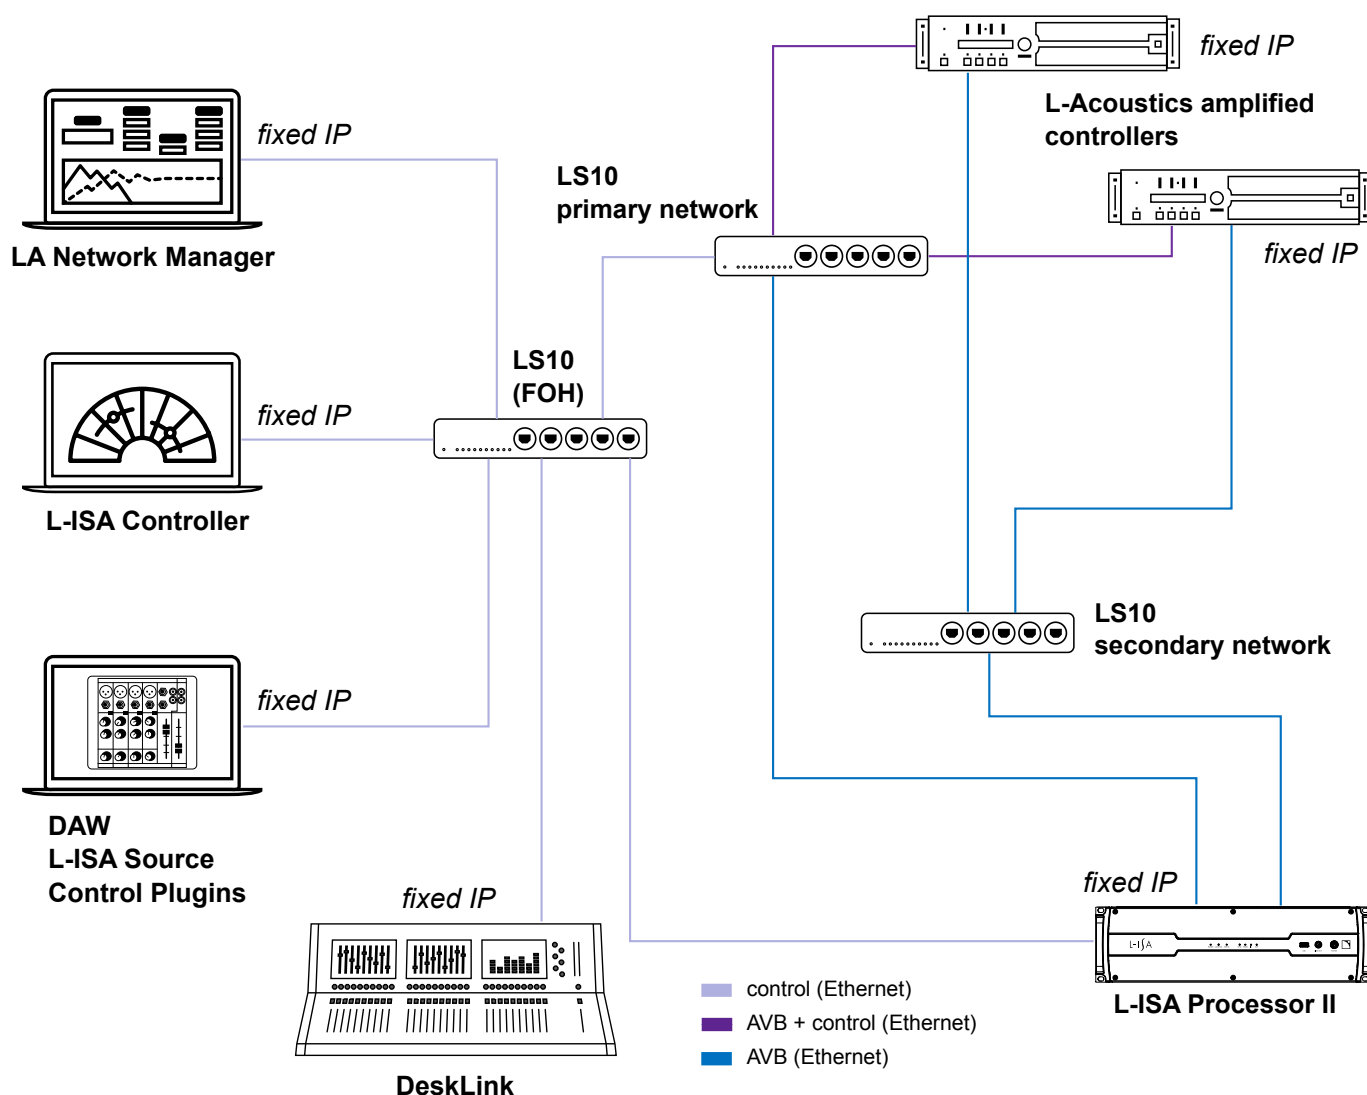 fixed IP
L-Acoustics amplified
controllers
fixed IP
LS10
primary network
fixed IP
LA Network Manager
LS10
(FOH)
fixed IP
L-ISA Controller
LS10
secondary network
fixed IP
DAW
L-ISA Source
Control Plugins
fixed IP
fixed IP
L-ISA
L-ISA Processor II
control (Ethernet)
AVB + control (Ethernet)
AVB (Ethernet)
DeskLink